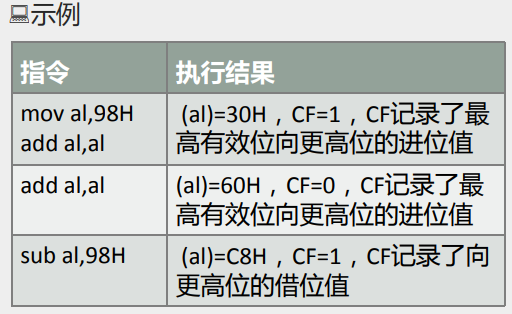 示例
指令 执行结果
mov al,98H (al)=30H，CF=1，CF记录了最
add al,al 高有效位向更高位的进位值
add al,al (al)=60H，CF=0，CF记录了最
高有效位向更高位的进位值
sub al,98H (al)=C8H，CF=1，CF记录了向
更高位的借位值